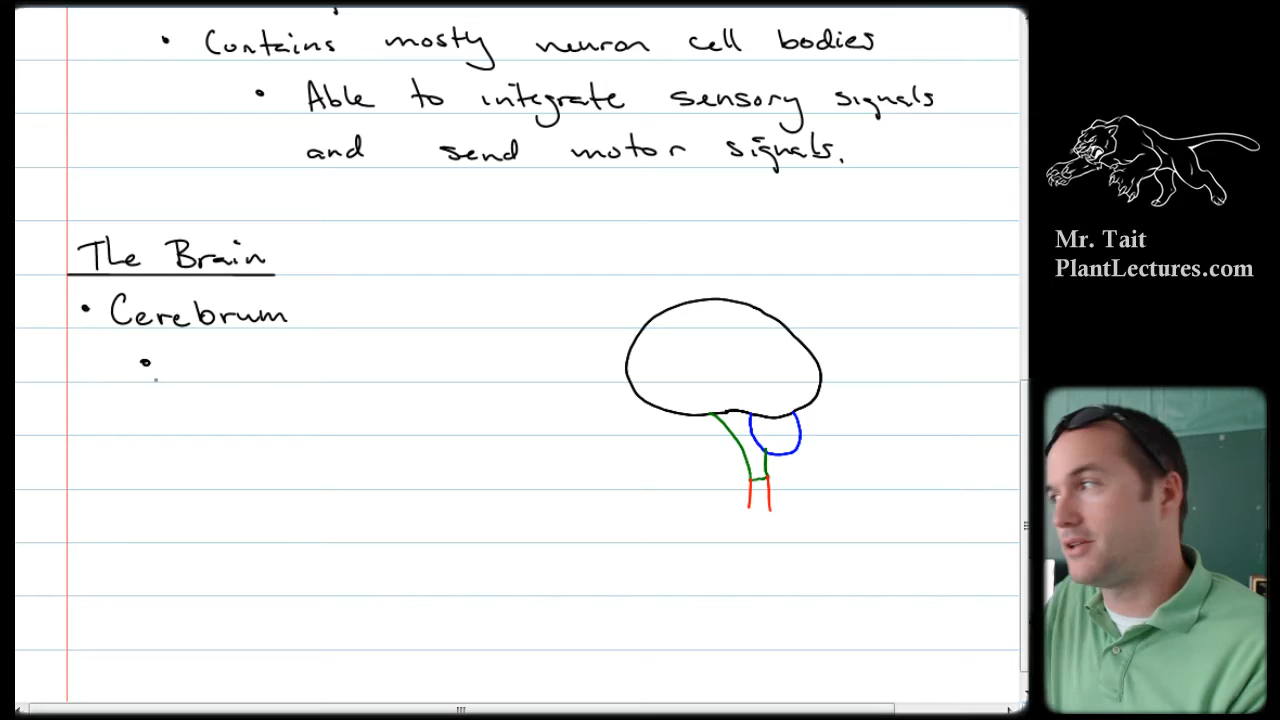 • Contains mosty neuron cell bodies
• Able to integrate sensory signals
and send motor signals.
The Brain
• Cerebrum
•
Mr. Tait
PlantLectures.com